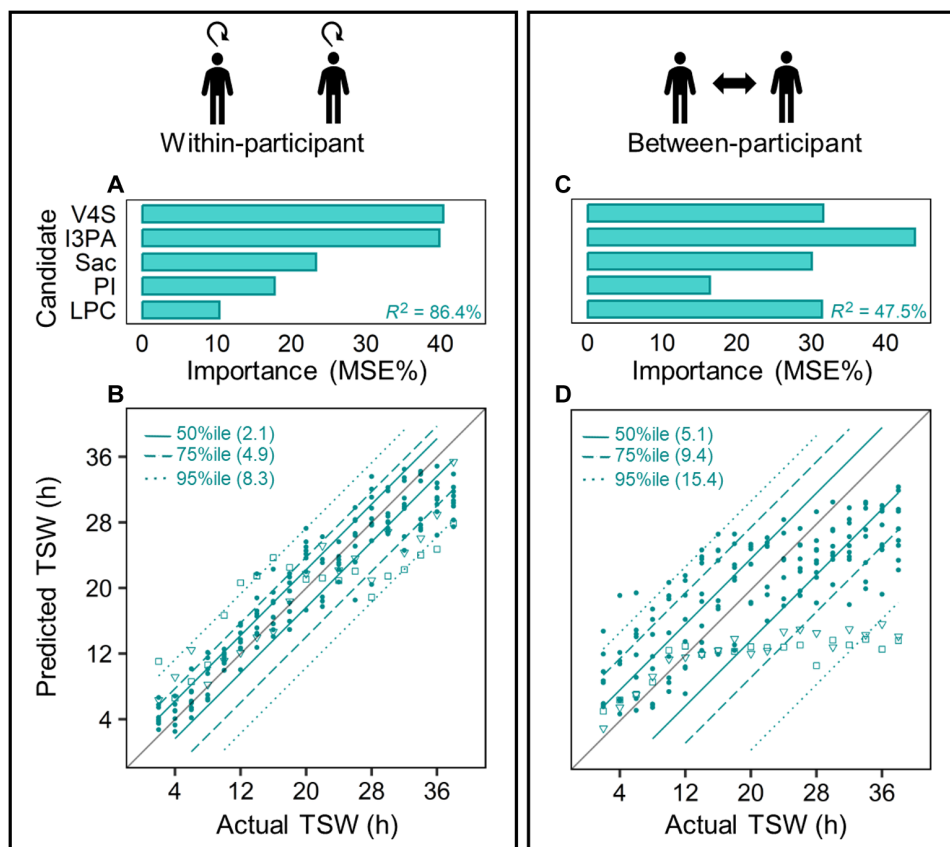 Within-participant
A
Candidate
V4S
I3PA
Sac
PI
LPC
R² = 86.4%
0 10 20 30 40
Importance (MSE%)
B
50%ile (2.1)
75%ile (4.9)
95%ile (8.3)
Predicted TSW (h)
36
28
20
12
4
4 12 20 28 36
Actual TSW (h)
Between-participant
C
R² = 47.5%
0 10 20 30 40
Importance (MSE%)
D
50%ile (5.1)
75%ile (9.4)
95%ile (15.4)
4 12 20 28 36
Actual TSW (h)